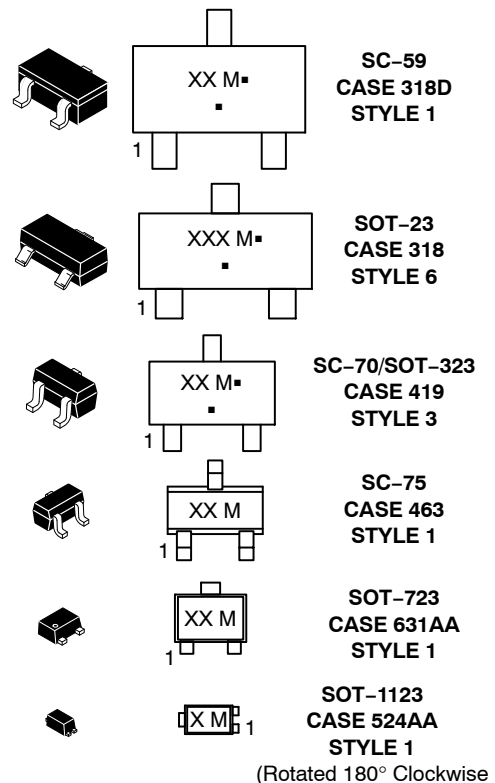 SC−59
CASE 318D
STYLE 1
XX M▪
▪
1
SOT−23
CASE 318
STYLE 6
XXX M▪
▪
1
SC−70/SOT−323
CASE 419
STYLE 3
XX M▪
▪
1
SC−75
CASE 463
STYLE 1
XX M
1
SOT−723
CASE 631AA
STYLE 1
XX M
1
SOT−1123
CASE 524AA
STYLE 1
(Rotated 180° Clockwise
X M
1